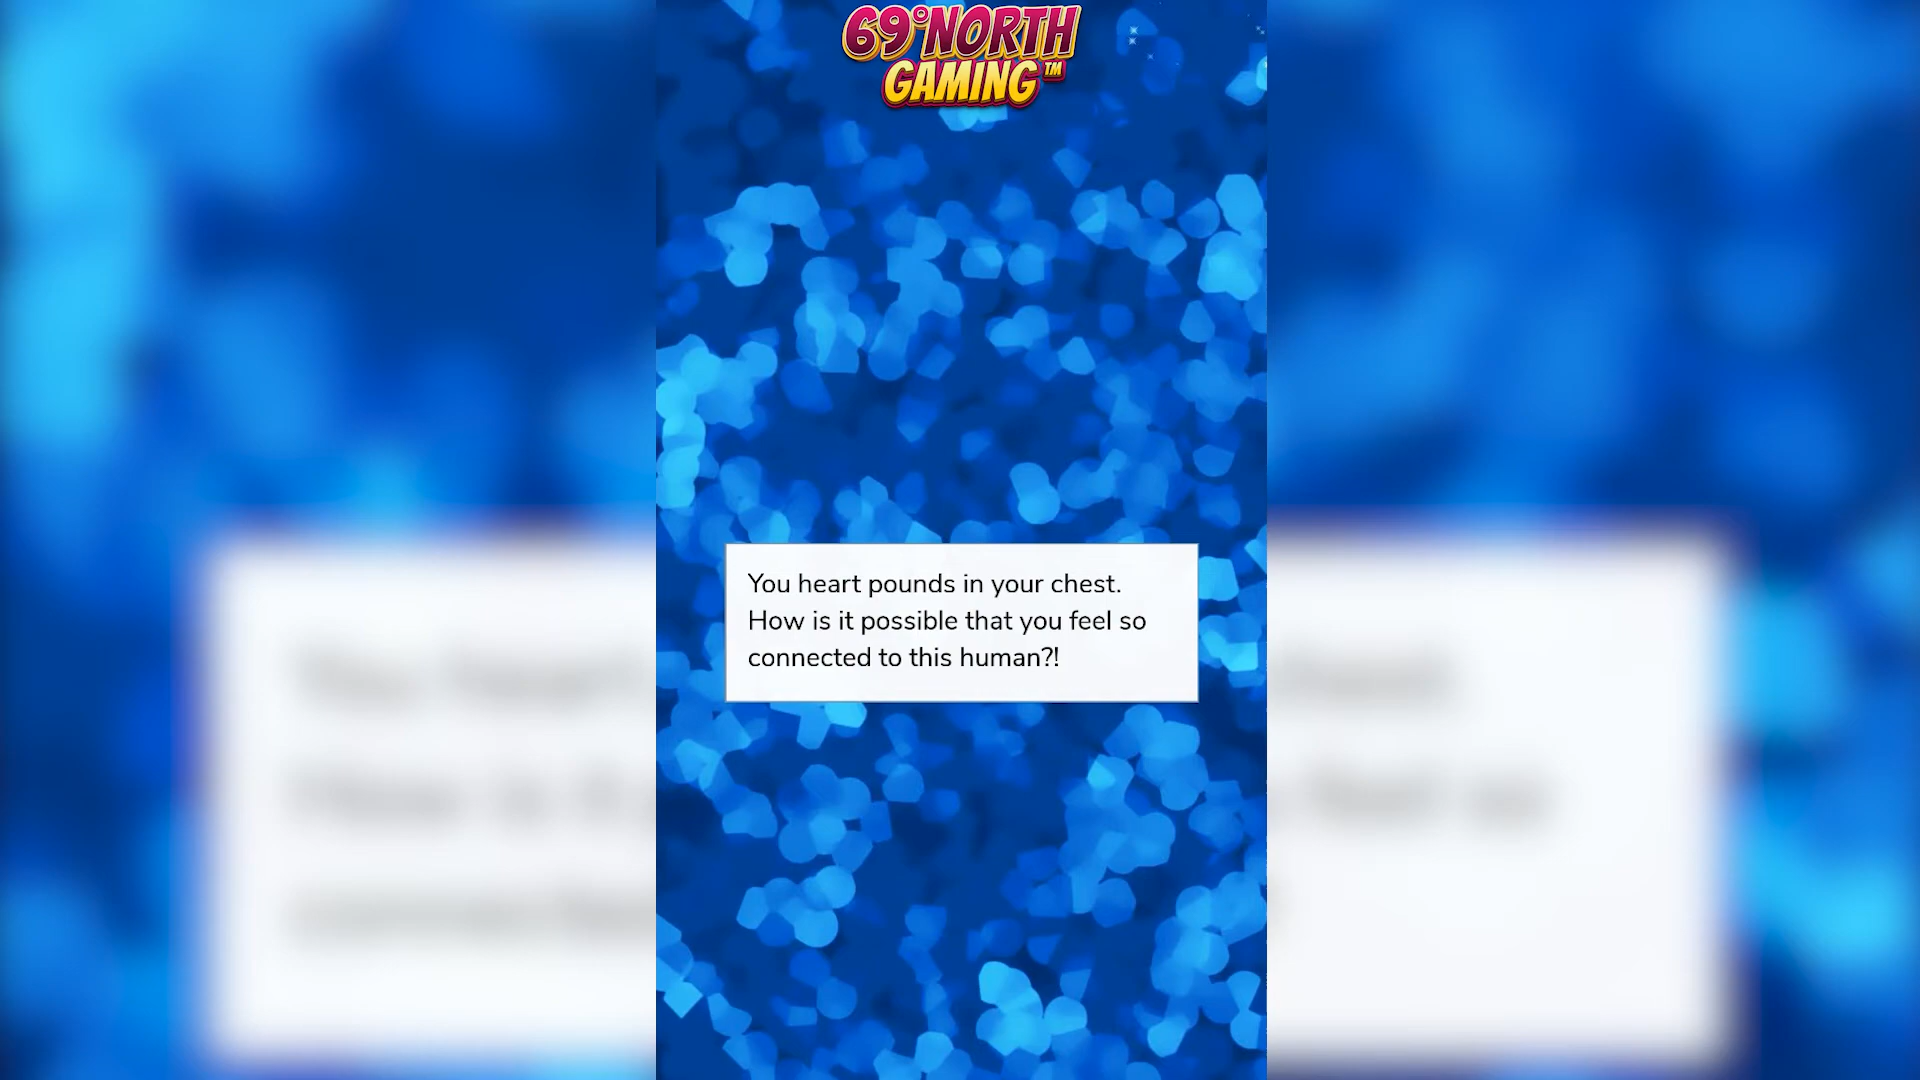 69°NORTH
GAMING™
You heart pounds in your chest.
How is it possible that you feel so
connected to this human?!